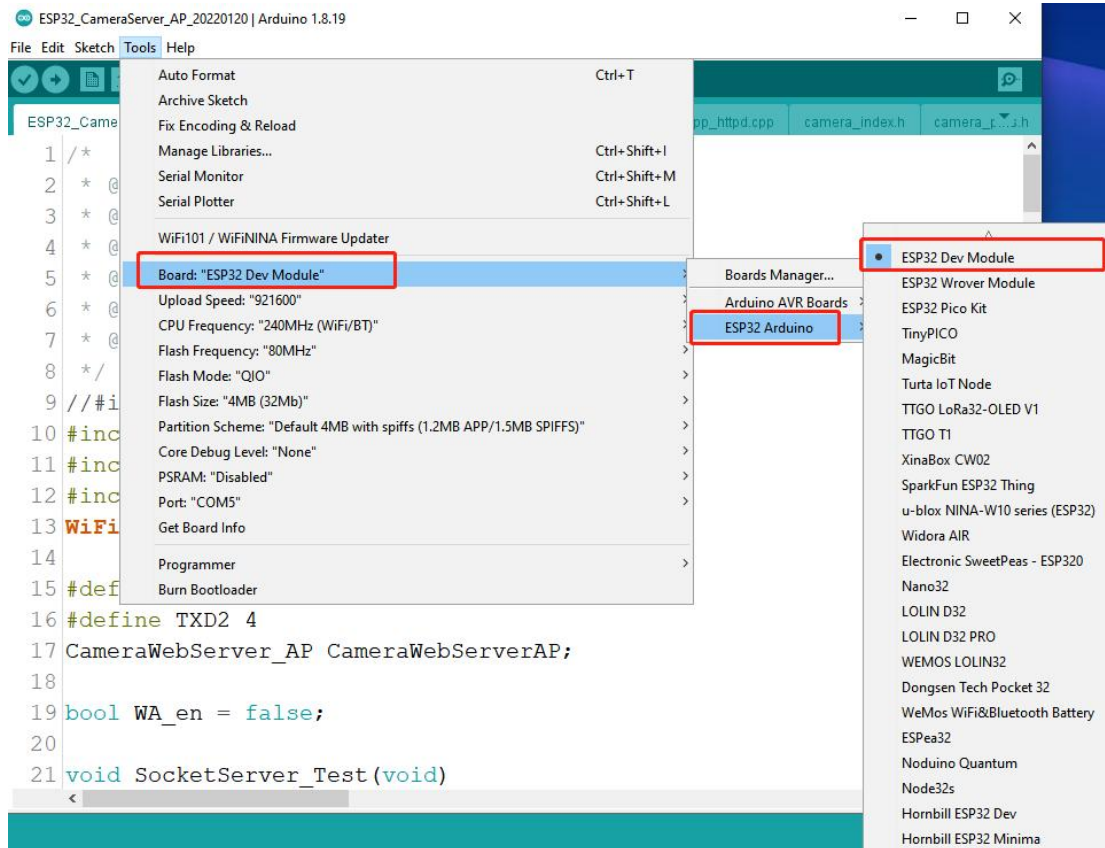 ESP32_CameraServer_AP_20220120 | Arduino 1.8.19
File Edit Sketch Tools Help
ESP32_Came
pp_httpd.cpp
camera_index.h
Auto Format Ctrl+T
Archive Sketch
Fix Encoding & Reload
Manage Libraries... Ctrl+Shift+I
Serial Monitor Ctrl+Shift+M
Serial Plotter Ctrl+Shift+L
WiFi101 / WiFiNINA Firmware Updater
Board: "ESP32 Dev Module"
Upload Speed: "921600"
CPU Frequency: "240MHz (WiFi/BT)"
Flash Frequency: "80MHz"
Flash Mode: "QIO"
Flash Size: "4MB (32Mb)"
Partition Scheme: "Default 4MB with spiffs (1.2MB APP/1.5MB SPIFFS)"
Core Debug Level: "None"
PSRAM: "Disabled"
Port: "COM5"
Get Board Info
Programmer
Burn Bootloader
Boards Manager...
Arduino AVR Boards
ESP32 Arduino
ESP32 Dev Module
ESP32 Wrover Module
ESP32 Pico Kit
TinyPICO
MagicBit
Turta IoT Node
TTGO LoRa32-OLED V1
TTGO T1
XinaBox CW02
SparkFun ESP32 Thing
u-blox NINA-W10 series (ESP32)
Widora AIR
Electronic SweetPeas - ESP320
Nano32
LOLIN D32
LOLIN D32 PRO
WEMOS LOLIN32
Dongsen Tech Pocket 32
WeMos WiFi&Bluetooth Battery
ESPea32
Noduino Quantum
Node32s
Hornbill ESP32 Dev
Hornbill ESP32 Minima
1 /*
2 * @
3 * @
4 * @
5 * @
6 * @
7 * @
8 */
9 //#i
10 #inc
11 #inc
12 #inc
13 WiFi
14
15 #def
16 #define TXD2 4
17 CameraWebServer_AP CameraWebServerAP;
18
19 bool WA_en = false;
20
21 void SocketServer_Test(void)